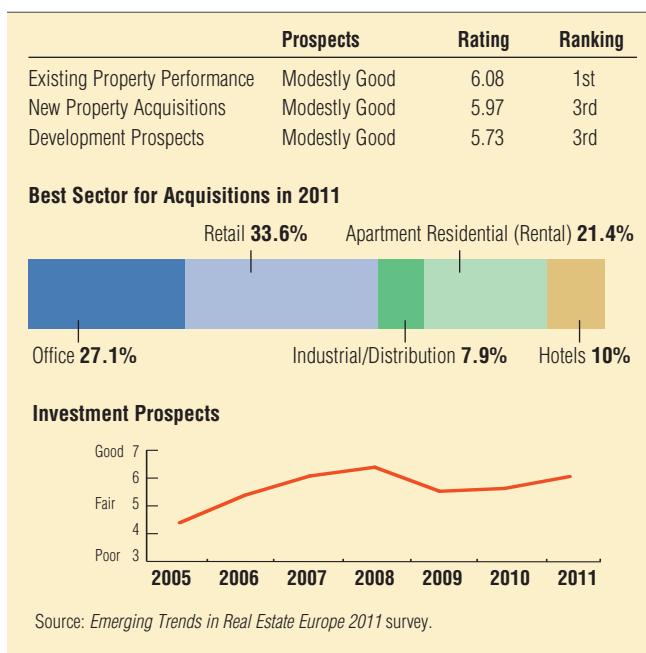 Prospects Rating Ranking
Existing Property Performance Modestly Good 6.08 1st
New Property Acquisitions Modestly Good 5.97 3rd
Development Prospects Modestly Good 5.73 3rd
Best Sector for Acquisitions in 2011
Retail 33.6% Apartment Residential (Rental) 21.4%
Office 27.1% Industrial/Distribution 7.9% Hotels 10%
Investment Prospects
Good 7
6
Fair 5
4
Poor 3
2005 2006 2007 2008 2009 2010 2011
Source: Emerging Trends in Real Estate Europe 2011 survey.